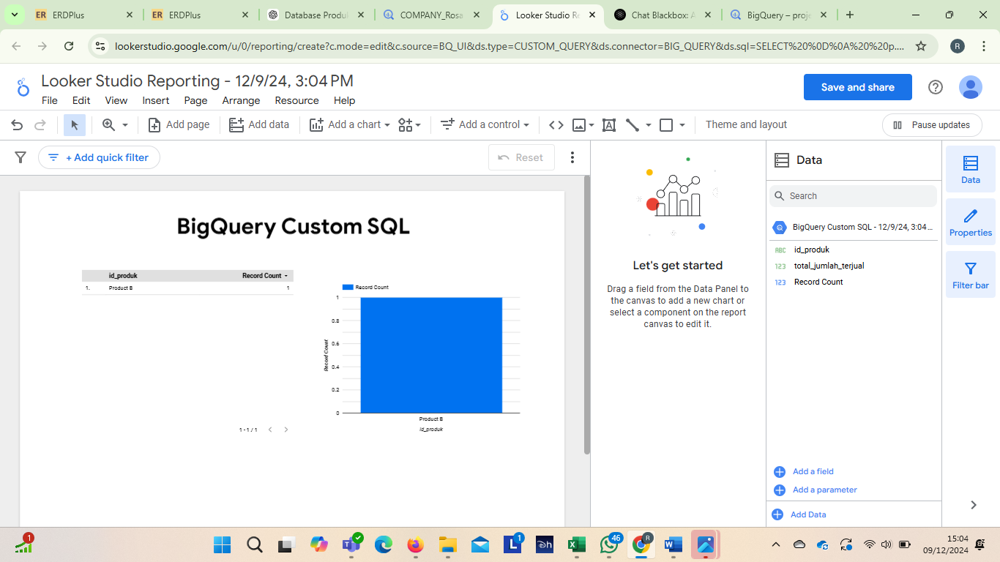 ERDPlus
ERDPlus
Database Produk
COMPANY_Rosa
Looker Studio Re
Chat Blackbox: A
BigQuery – proje
lookerstudio.google.com/u/0/reporting/create?c.mode=edit&c.source=BQ_UI&ds.type=CUSTOM_QUERY&ds.connector=BIG_QUERY&ds.sql=SELECT%20%0D%0A%20%20p....
R
Looker Studio Reporting - 12/9/24, 3:04 PM
File Edit View Insert Page Arrange Resource Help
Save and share
Add page
Add data
Add a chart
Add a control
Theme and layout
Pause updates
+ Add quick filter
Reset
BigQuery Custom SQL
id_produk Record Count
1. Product B 1
1 - 1 / 1
Record Count
1
0.8
0.6
0.4
0.2
0
Record Count
Product B
id_produk
Let's get started
Drag a field from the Data Panel to
the canvas to add a new chart or
select a component on the report
canvas to edit it.
Data
Search
BigQuery Custom SQL - 12/9/24, 3:04...
ABC id_produk
123 total_jumlah_terjual
123 Record Count
Add a field
Add a parameter
Add Data
Data
Properties
Filter bar
1
1
46
R
15:04
09/12/2024